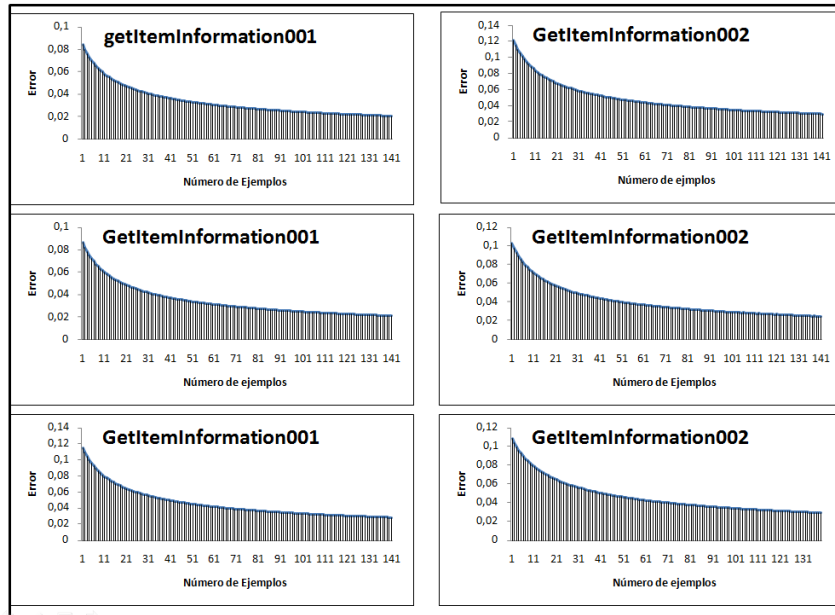 getItemInformation001
0,1
0,08
0,06
0,04
0,02
0
Error
1 11 21 31 41 51 61 71 81 91 101 111 121 131 141
Número de Ejemplos
GetItemInformation002
0,14
0,12
0,1
0,08
0,06
0,04
0,02
0
Error
1 11 21 31 41 51 61 71 81 91 101 111 121 131 141
Número de ejemplos
GetItemInformation001
0,1
0,08
0,06
0,04
0,02
0
Error
1 11 21 31 41 51 61 71 81 91 101 111 121 131 141
Número de ejemplos
GetItemInformation002
0,12
0,1
0,08
0,06
0,04
0,02
0
Error
1 11 21 31 41 51 61 71 81 91 101 111 121 131 141
Número de Ejemplos
GetItemInformation001
0,14
0,12
0,1
0,08
0,06
0,04
0,02
0
Error
1 11 21 31 41 51 61 71 81 91 101 111 121 131 141
Número de Ejemplos
GetItemInformation002
0,12
0,1
0,08
0,06
0,04
0,02
0
Error
1 11 21 31 41 51 61 71 81 91 101 111 121 131
Número de ejemplos